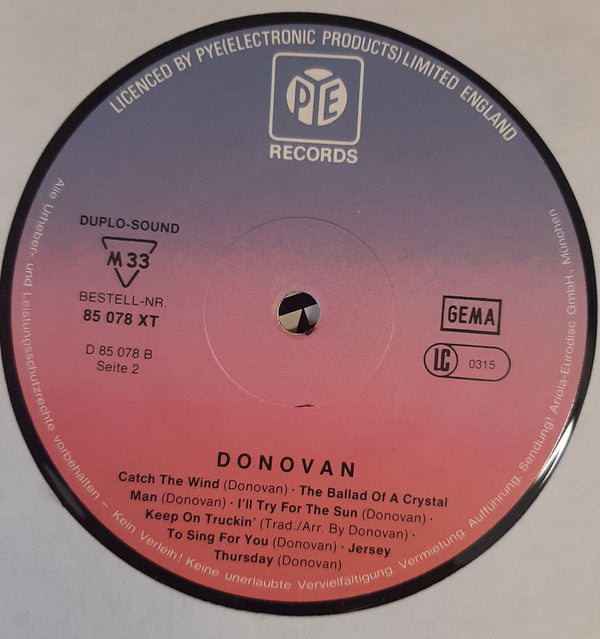 LICENCED BY PYE(ELECTRONIC PRODUCTS)LIMITED ENGLAND
PYE
RECORDS
DUPLO-SOUND
M 33
BESTELL-NR.
85 078 XT
D 85 078 B
Seite 2
GEMA
LC 0315
DONOVAN
Catch The Wind (Donovan) · The Ballad Of A Crystal
Man (Donovan) · I'll Try For The Sun (Donovan) ·
Keep On Truckin' (Trad./Arr. By Donovan) ·
To Sing For You (Donovan) · Jersey
Thursday (Donovan)
Alle Urheber- und Leistungsschutzrechte vorbehalten – Kein Verleih! Keine unerlaubte Vervielfältigung, Vermietung, Aufführung, Sendung! Ariola-Eurodisc GmbH., München